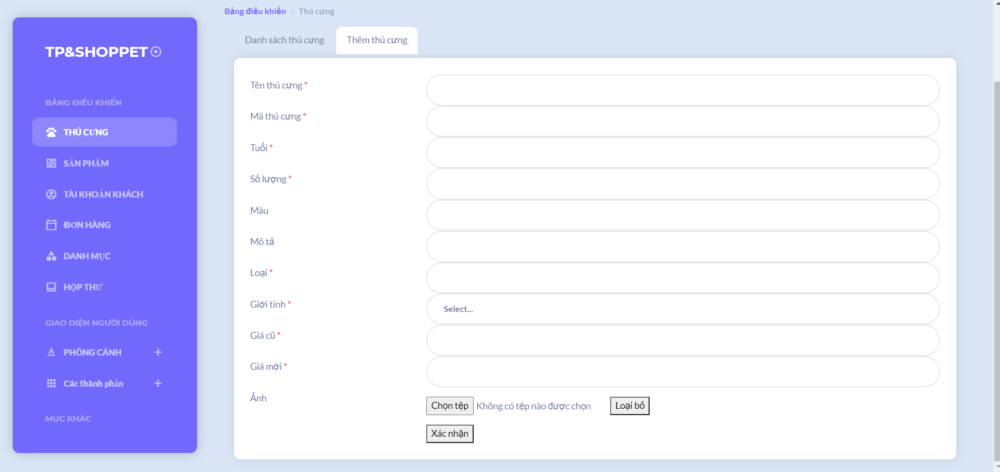 TP&SHOPPET
BẢNG ĐIỀU KHIỂN
THÚ CƯNG
SẢN PHẨM
TÀI KHOẢN KHÁCH
ĐƠN HÀNG
DANH MỤC
HỘP THƯ
GIAO DIỆN NGƯỜI DÙNG
PHÔNG CÁNH
Các thành phần
MỤC KHÁC
Bảng điều khiển / Thú cưng
Danh sách thú cưng
Thêm thú cưng
Tên thú cưng *
Mã thú cưng *
Tuổi *
Số lượng *
Màu
Mô tả
Loại *
Giới tính *
Select...
Giá cũ *
Giá mới *
Ảnh
Chọn tệp Không có tệp nào được chọn
Loại bỏ
Xác nhận